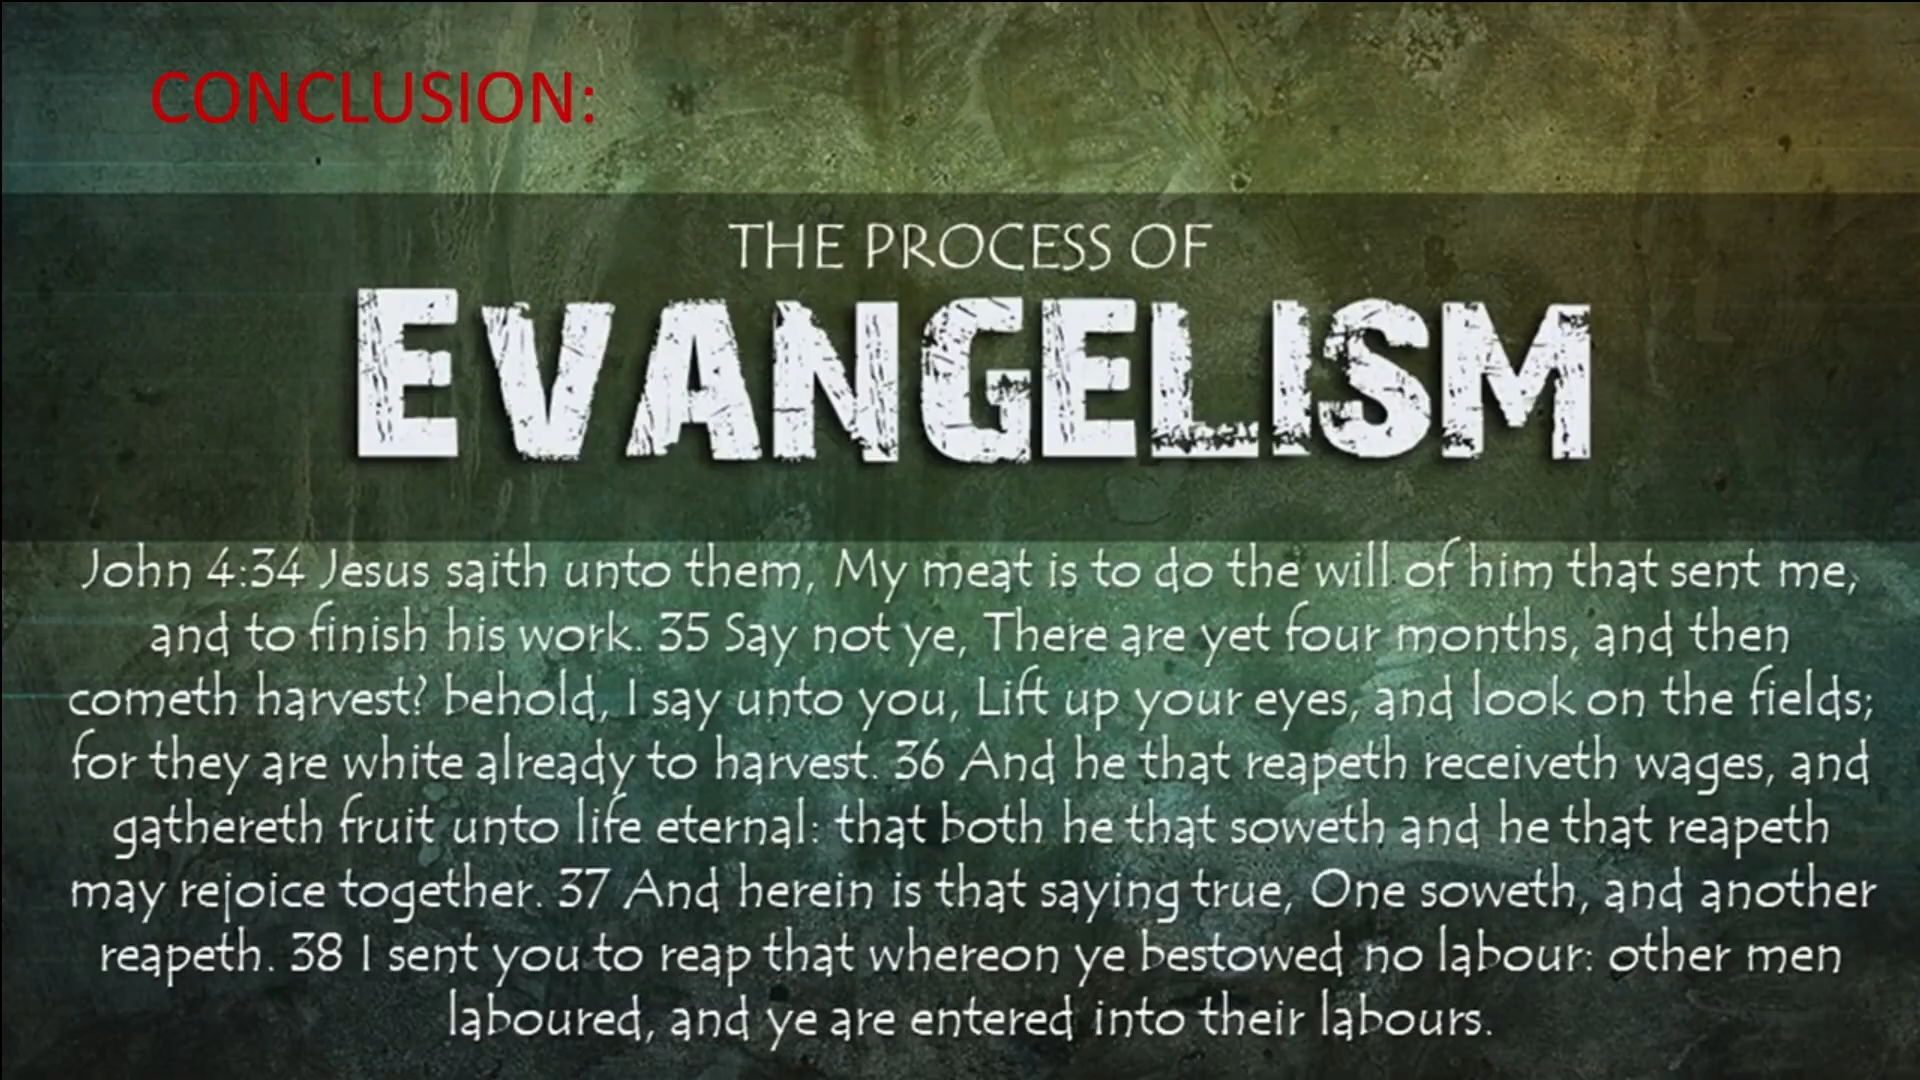 CONCLUSION:
THE PROCESS OF
EVANGELISM
John 4:34 Jesus saith unto them, My meat is to do the will of him that sent me,
and to finish his work. 35 Say not ye, There are yet four months, and then
cometh harvest? behold, I say unto you, Lift up your eyes, and look on the fields;
for they are white already to harvest. 36 And he that reapeth receiveth wages, and
gathereth fruit unto life eternal: that both he that soweth and he that reapeth
may rejoice together. 37 And herein is that saying true, One soweth, and another
reapeth. 38 I sent you to reap that whereon ye bestowed no labour: other men
laboured, and ye are entered into their labours.